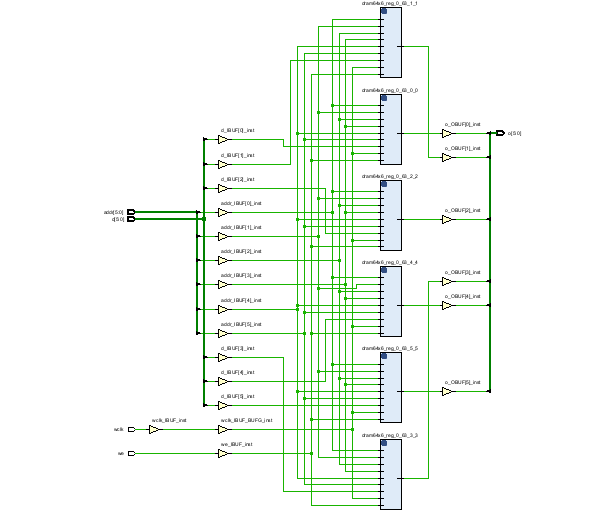 dram64x6_reg_0_63_1_1
dram64x6_reg_0_63_0_0
o_OBUF[0]_inst
o[5:0]
d_IBUF[0]_inst
o_OBUF[1]_inst
d_IBUF[1]_inst
dram64x6_reg_0_63_2_2
d_IBUF[2]_inst
addr_IBUF[0]_inst
addr[5:0]
d[5:0]
o_OBUF[2]_inst
addr_IBUF[1]_inst
addr_IBUF[2]_inst
dram64x6_reg_0_63_4_4
addr_IBUF[3]_inst
o_OBUF[3]_inst
addr_IBUF[4]_inst
o_OBUF[4]_inst
addr_IBUF[5]_inst
dram64x6_reg_0_63_5_5
d_IBUF[3]_inst
d_IBUF[4]_inst
o_OBUF[5]_inst
d_IBUF[5]_inst
wclk_IBUF_inst
wclk_IBUF_BUFG_inst
wclk
dram64x6_reg_0_63_3_3
we_IBUF_inst
we